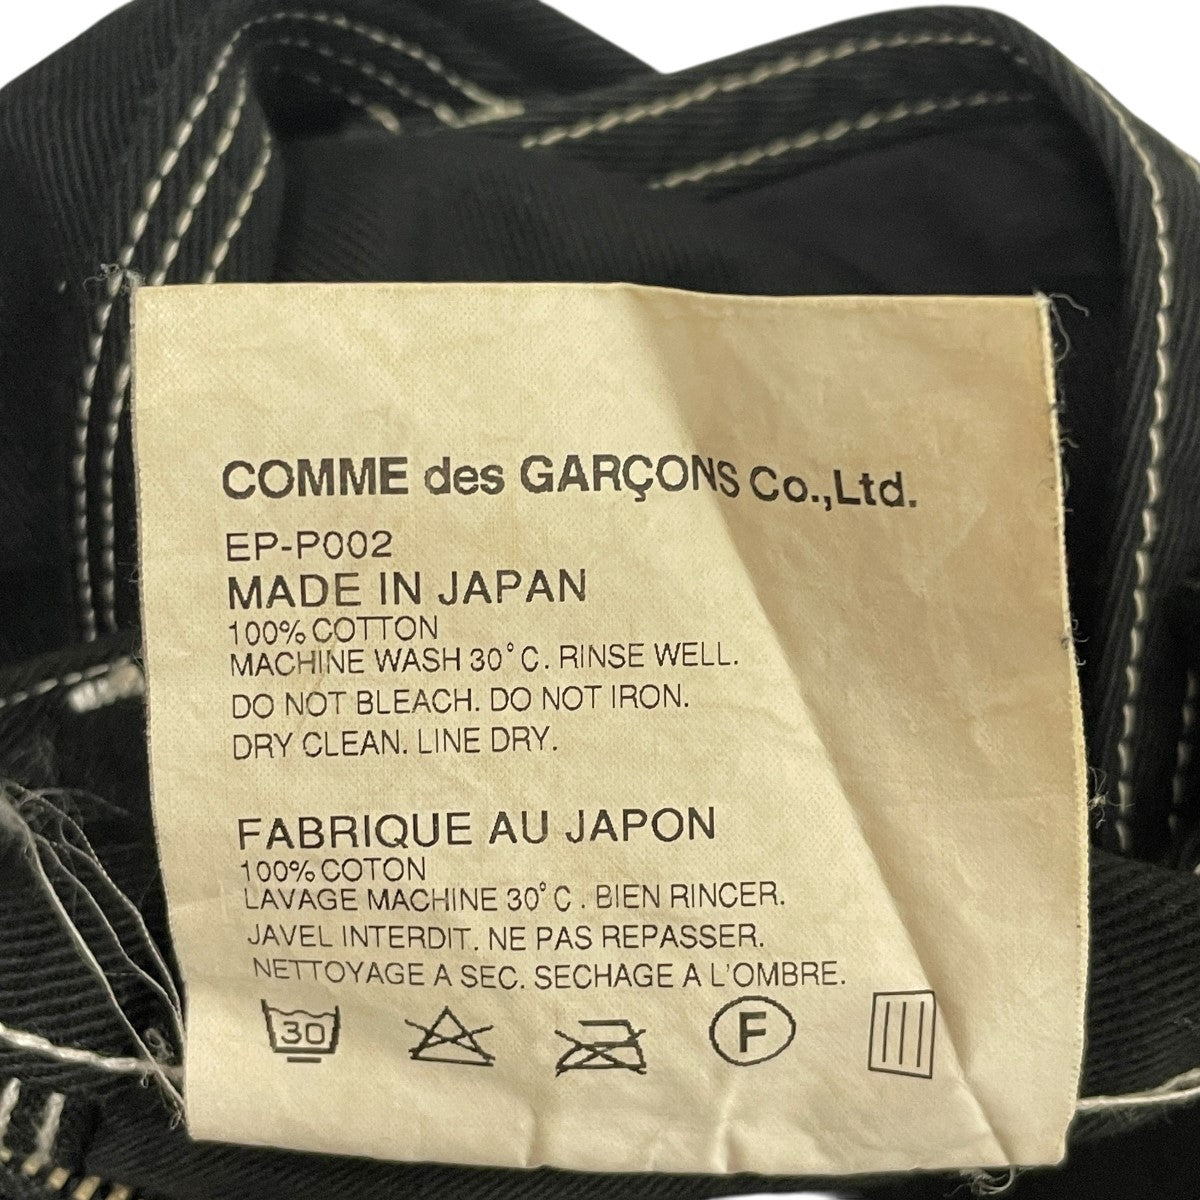 COMME des GARÇONS Co.,Ltd.
EP-P002
MADE IN JAPAN
100% COTTON
MACHINE WASH 30°C. RINSE WELL.
DO NOT BLEACH. DO NOT IRON.
DRY CLEAN. LINE DRY.
FABRIQUE AU JAPON
100% COTON
LAVAGE MACHINE 30°C. BIEN RINCER.
JAVEL INTERDIT. NE PAS REPASSER.
NETTOYAGE A SEC. SECHAGE A L'OMBRE.
30 F